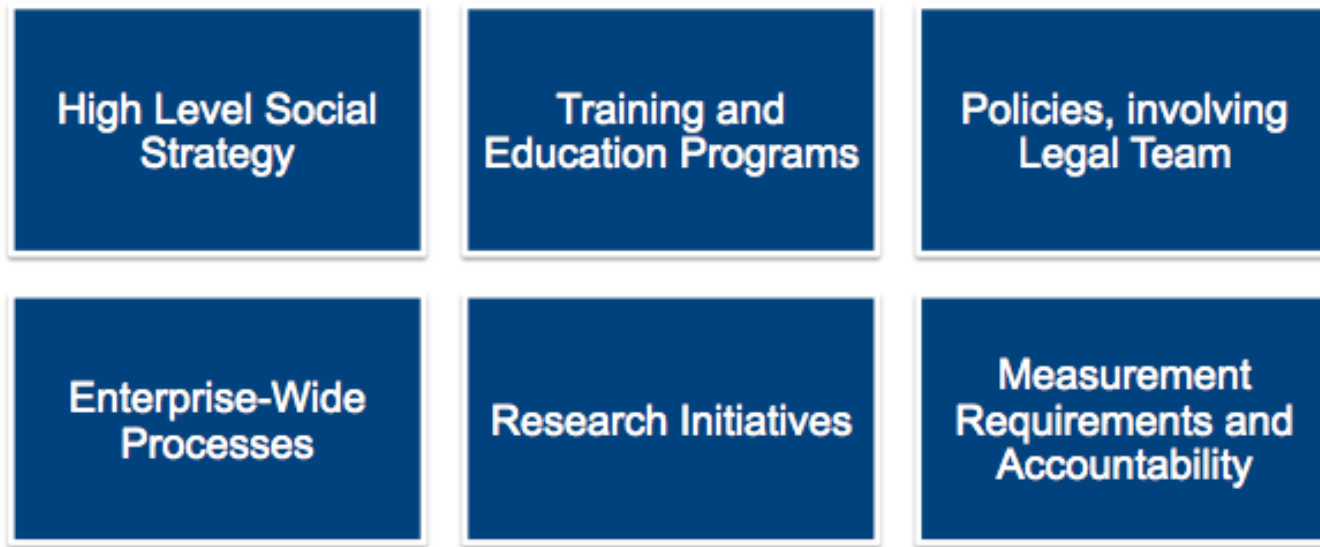 High Level Social
Strategy
Training and
Education Programs
Policies, involving
Legal Team
Enterprise-Wide
Processes
Research Initiatives
Measurement
Requirements and
Accountability